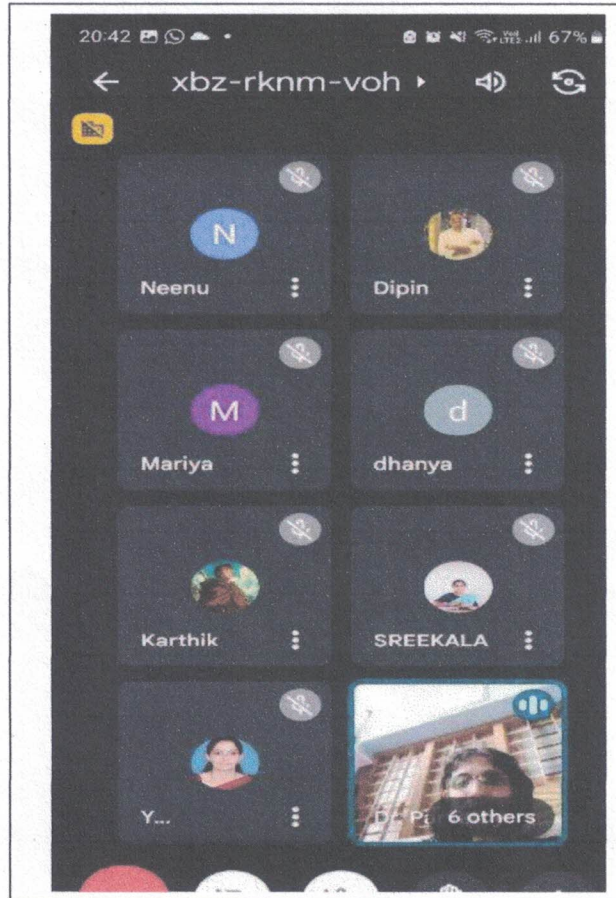 20:42 67%
xbz-rknm-voh
N
Neenu
Dipin
M
Mariya
d
dhanya
Karthik
SREEKALA
Y...
6 others